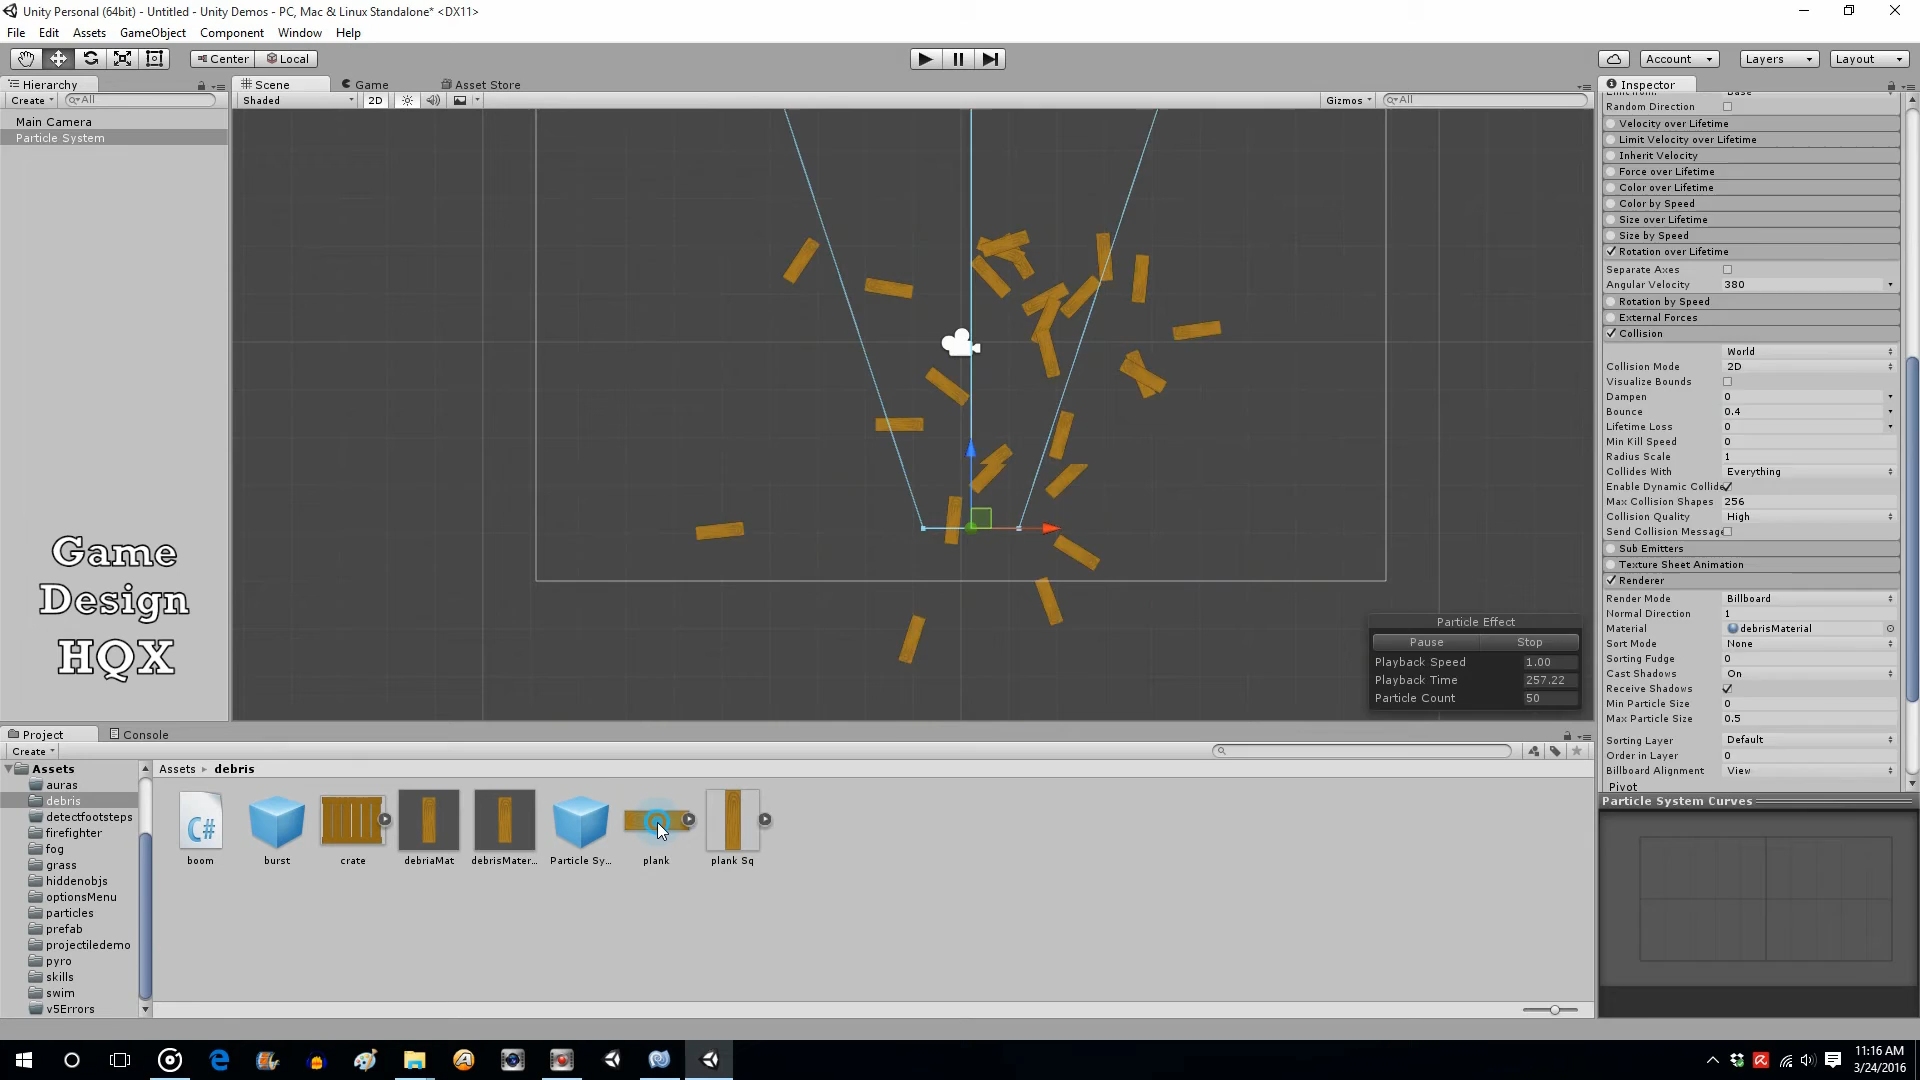 Unity Personal (64bit) - Untitled - Unity Demos - PC, Mac & Linux Standalone* <DX11>
File Edit Assets GameObject Component Window Help
Center Local Account Layers Layout
Hierarchy
Create All
Main Camera
Particle System
Game
Design
HQX
Scene Game Asset Store
Shaded 2D Gizmos All
Particle Effect
Pause Stop
Playback Speed 1.00
Playback Time 257.22
Particle Count 50
Inspector
Random Direction
Velocity over Lifetime
Limit Velocity over Lifetime
Inherit Velocity
Force over Lifetime
Color over Lifetime
Color by Speed
Size over Lifetime
Size by Speed
Rotation over Lifetime
Separate Axes
Angular Velocity 380
Rotation by Speed
External Forces
Collision
World
Collision Mode 2D
Visualize Bounds
Dampen 0
Bounce 0.4
Lifetime Loss 0
Min Kill Speed 0
Radius Scale 1
Collides With Everything
Enable Dynamic Collide
Max Collision Shapes 256
Collision Quality High
Send Collision Message
Sub Emitters
Texture Sheet Animation
Renderer
Render Mode Billboard
Normal Direction 1
Material debrisMaterial
Sort Mode None
Sorting Fudge 0
Cast Shadows On
Receive Shadows
Min Particle Size 0
Max Particle Size 0.5
Sorting Layer Default
Order in Layer 0
Billboard Alignment View
Pivot
Particle System Curves
Project Console
Create
Assets
auras
debris
detectfootsteps
firefighter
fog
grass
hiddenobjs
optionsMenu
particles
prefab
projectiledemo
pyro
skills
swim
v5Errors
Assets debris
C#
boom burst crate debriaMat debrisMater... Particle Sy... plank plank Sq
11:16 AM
3/24/2016